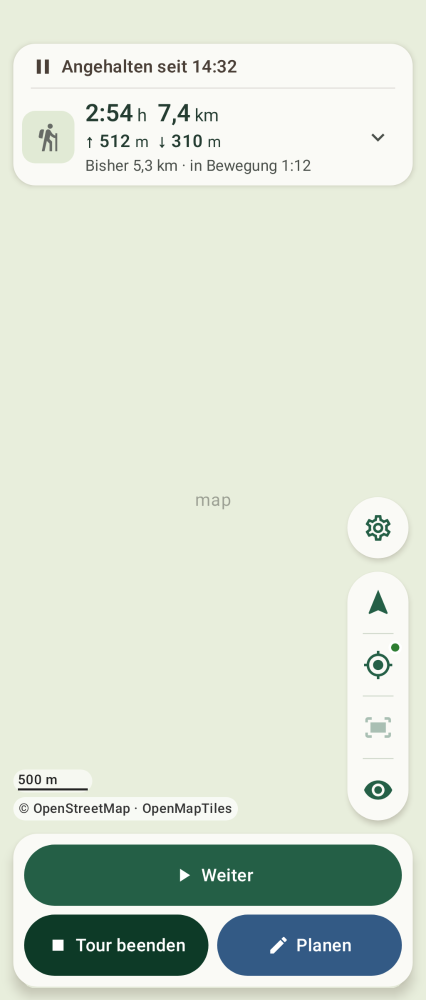 Angehalten seit 14:32
2:54 h 7,4 km
↑ 512 m ↓ 310 m
Bisher 5,3 km · in Bewegung 1:12
map
500 m
© OpenStreetMap · OpenMapTiles
Weiter
Tour beenden
Planen